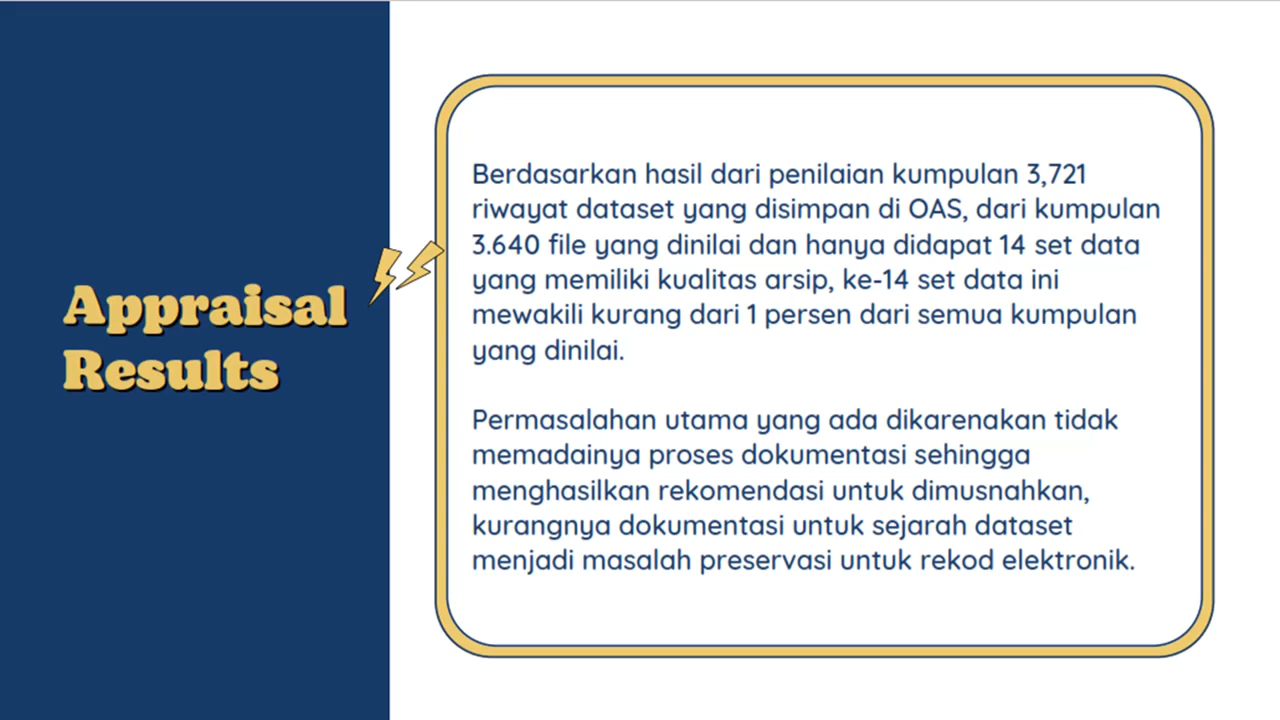 Appraisal
Results
Berdasarkan hasil dari penilaian kumpulan 3,721
riwayat dataset yang disimpan di OAS, dari kumpulan
3.640 file yang dinilai dan hanya didapat 14 set data
yang memiliki kualitas arsip, ke-14 set data ini
mewakili kurang dari 1 persen dari semua kumpulan
yang dinilai.
Permasalahan utama yang ada dikarenakan tidak
memadainya proses dokumentasi sehingga
menghasilkan rekomendasi untuk dimusnahkan,
kurangnya dokumentasi untuk sejarah dataset
menjadi masalah preservasi untuk rekod elektronik.